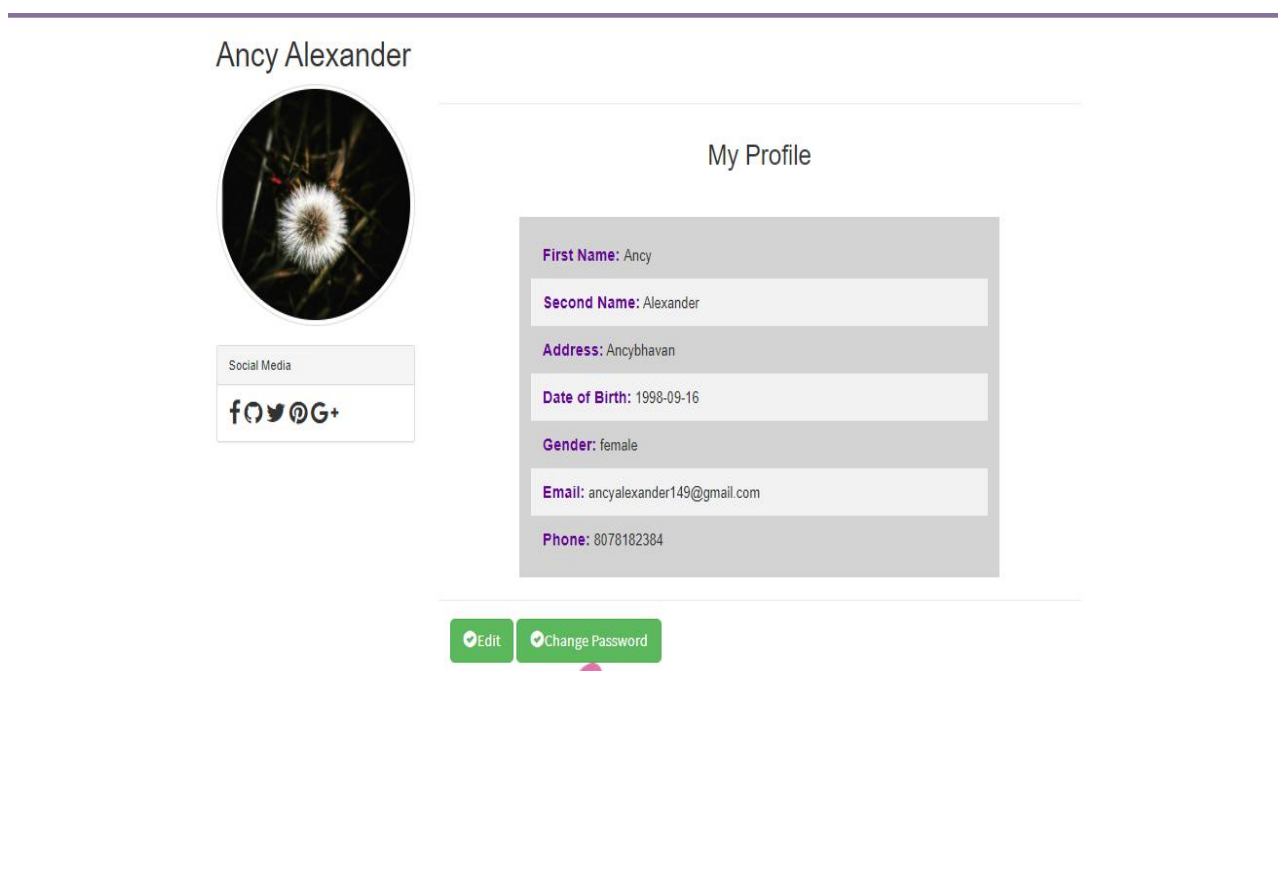 Ancy Alexander
My Profile
First Name: Ancy
Second Name: Alexander
Address: Ancybhavan
Date of Birth: 1998-09-16
Gender: female
Email: ancyalexander149@gmail.com
Phone: 8078182384
Social Media
Edit
Change Password